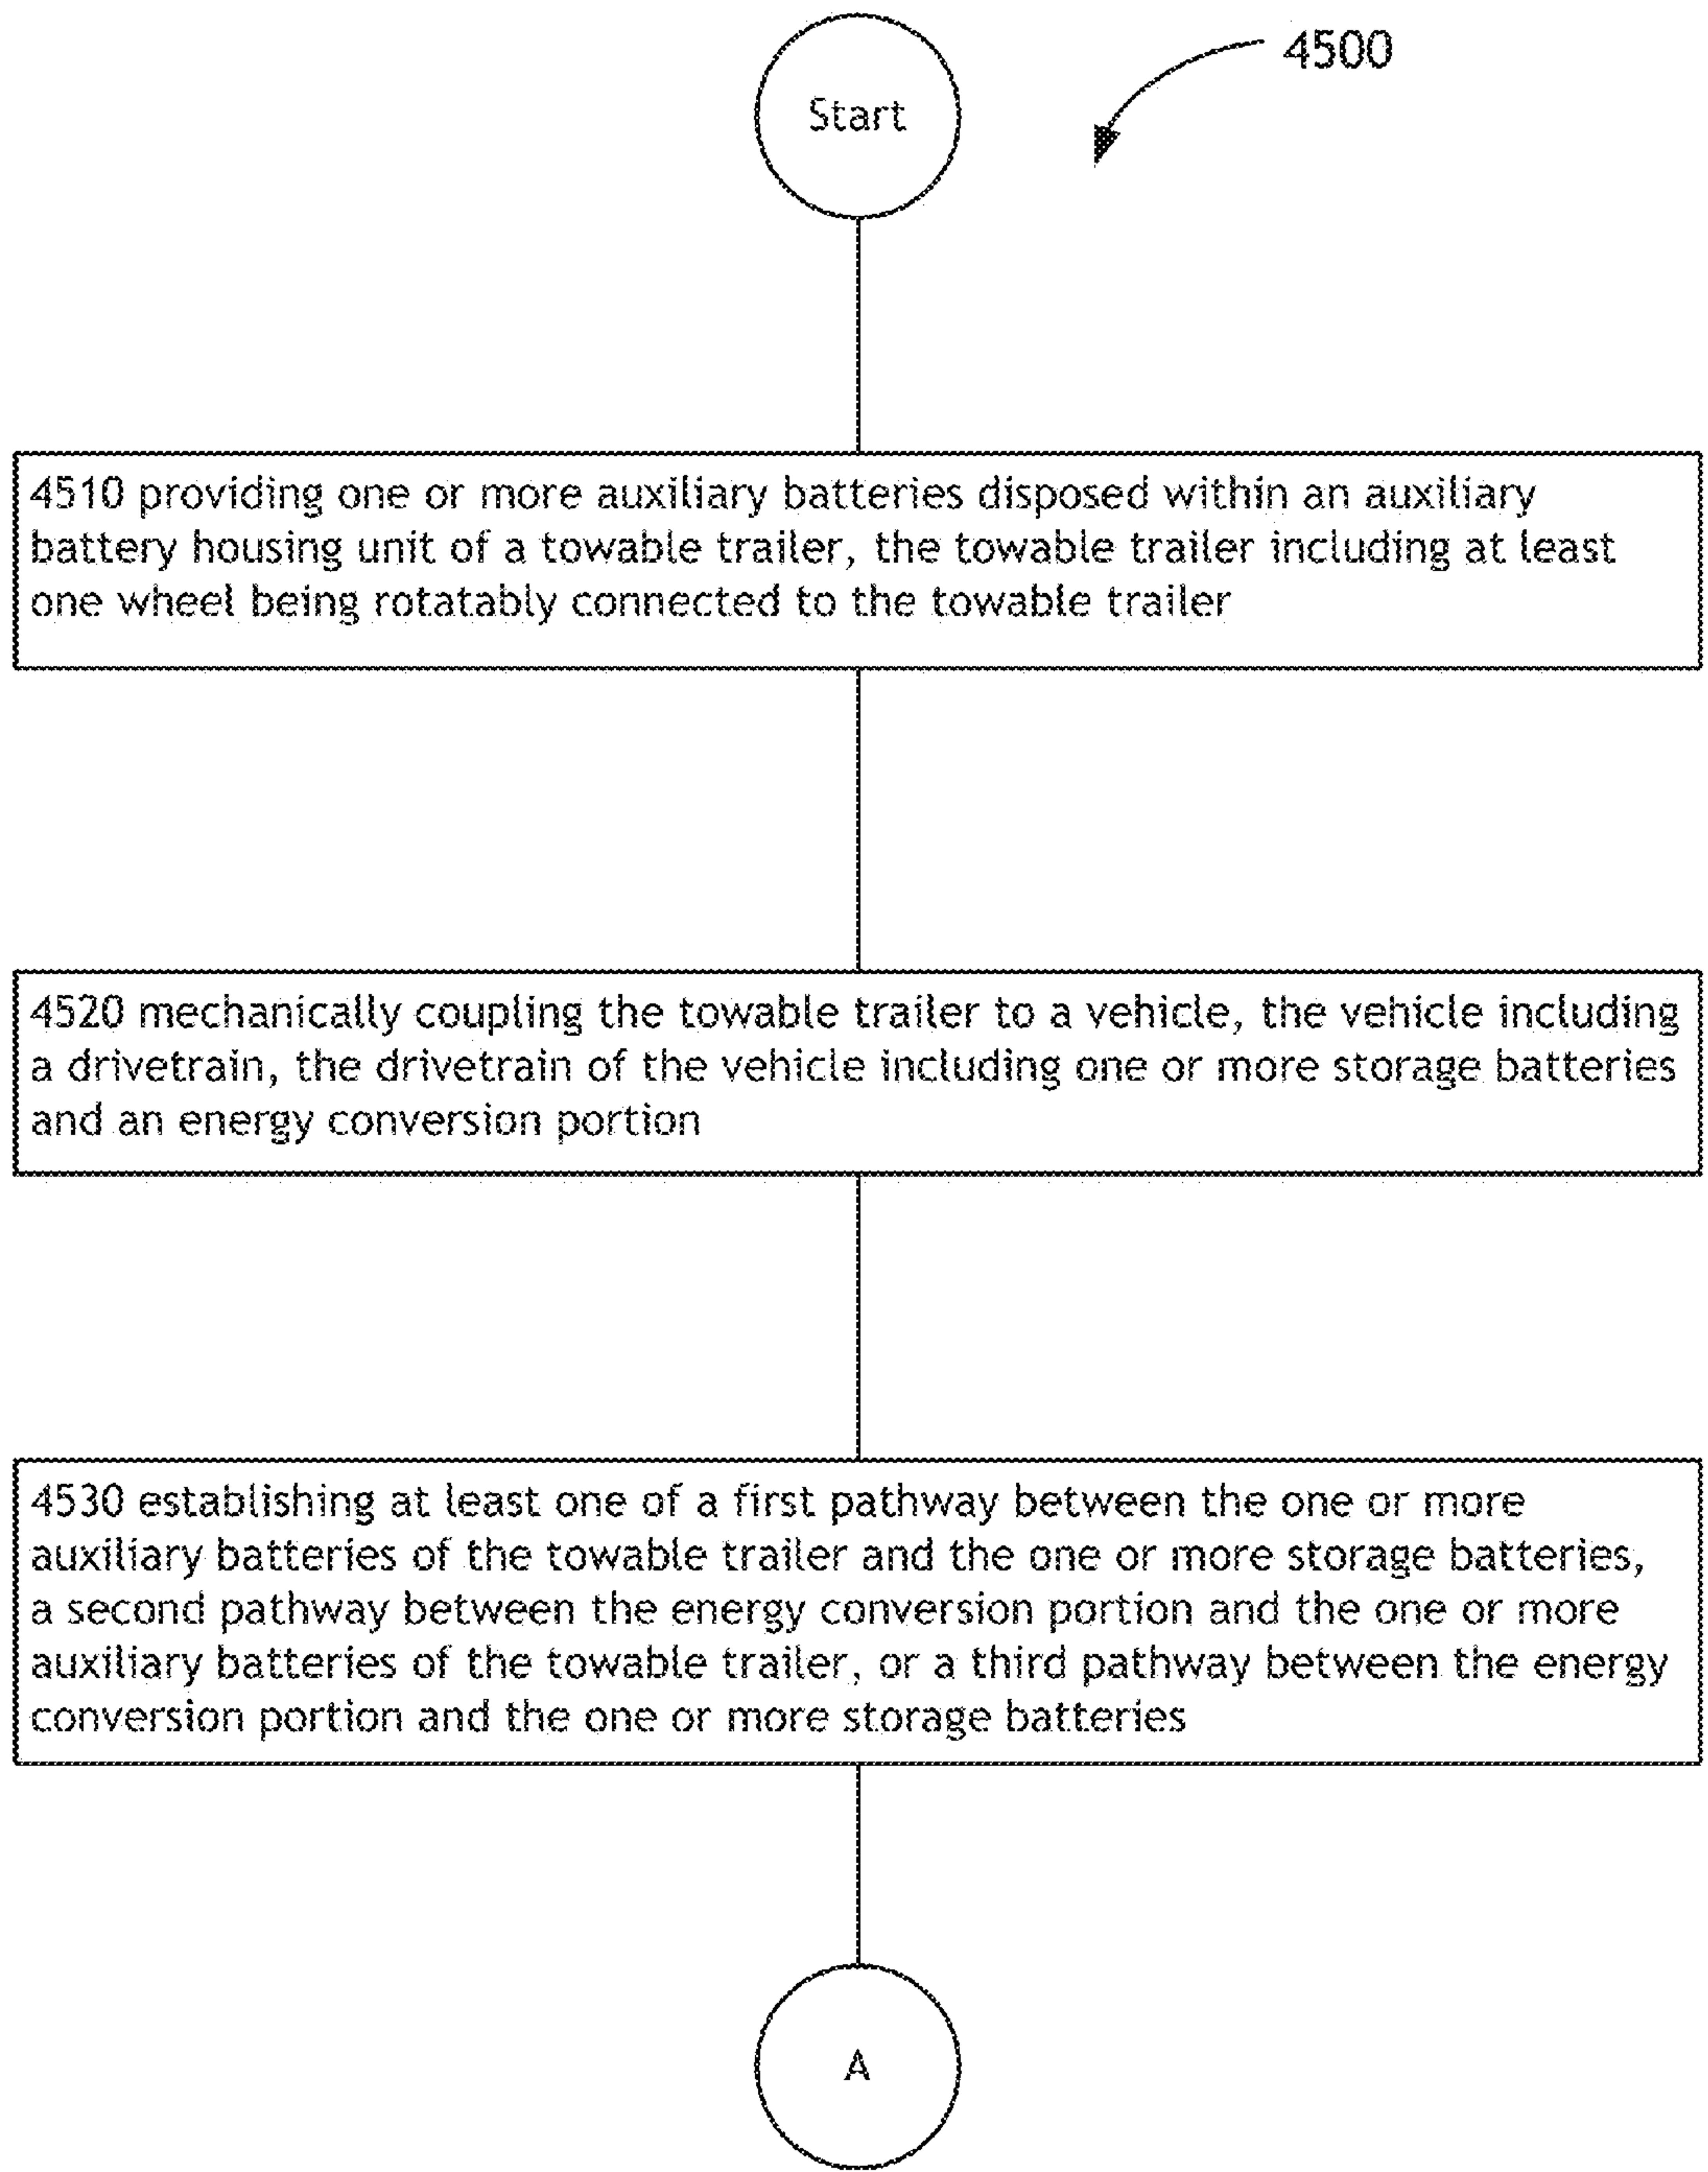 Start
4500
4510 providing one or more auxiliary batteries disposed within an auxiliary
battery housing unit of a towable trailer, the towable trailer including at least
one wheel being rotatably connected to the towable trailer
4520 mechanically coupling the towable trailer to a vehicle, the vehicle including
a drivetrain, the drivetrain of the vehicle including one or more storage batteries
and an energy conversion portion
4530 establishing at least one of a first pathway between the one or more
auxiliary batteries of the towable trailer and the one or more storage batteries,
a second pathway between the energy conversion portion and the one or more
auxiliary batteries of the towable trailer, or a third pathway between the energy
conversion portion and the one or more storage batteries
A